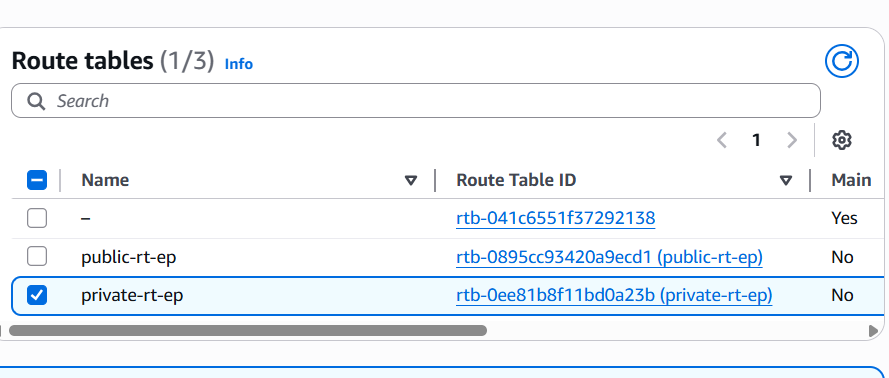 Route tables (1/3) Info
Search
1
Name Route Table ID Main
– rtb-041c6551f37292138 Yes
public-rt-ep rtb-0895cc93420a9ecd1 (public-rt-ep) No
private-rt-ep rtb-0ee81b8f11bd0a23b (private-rt-ep) No